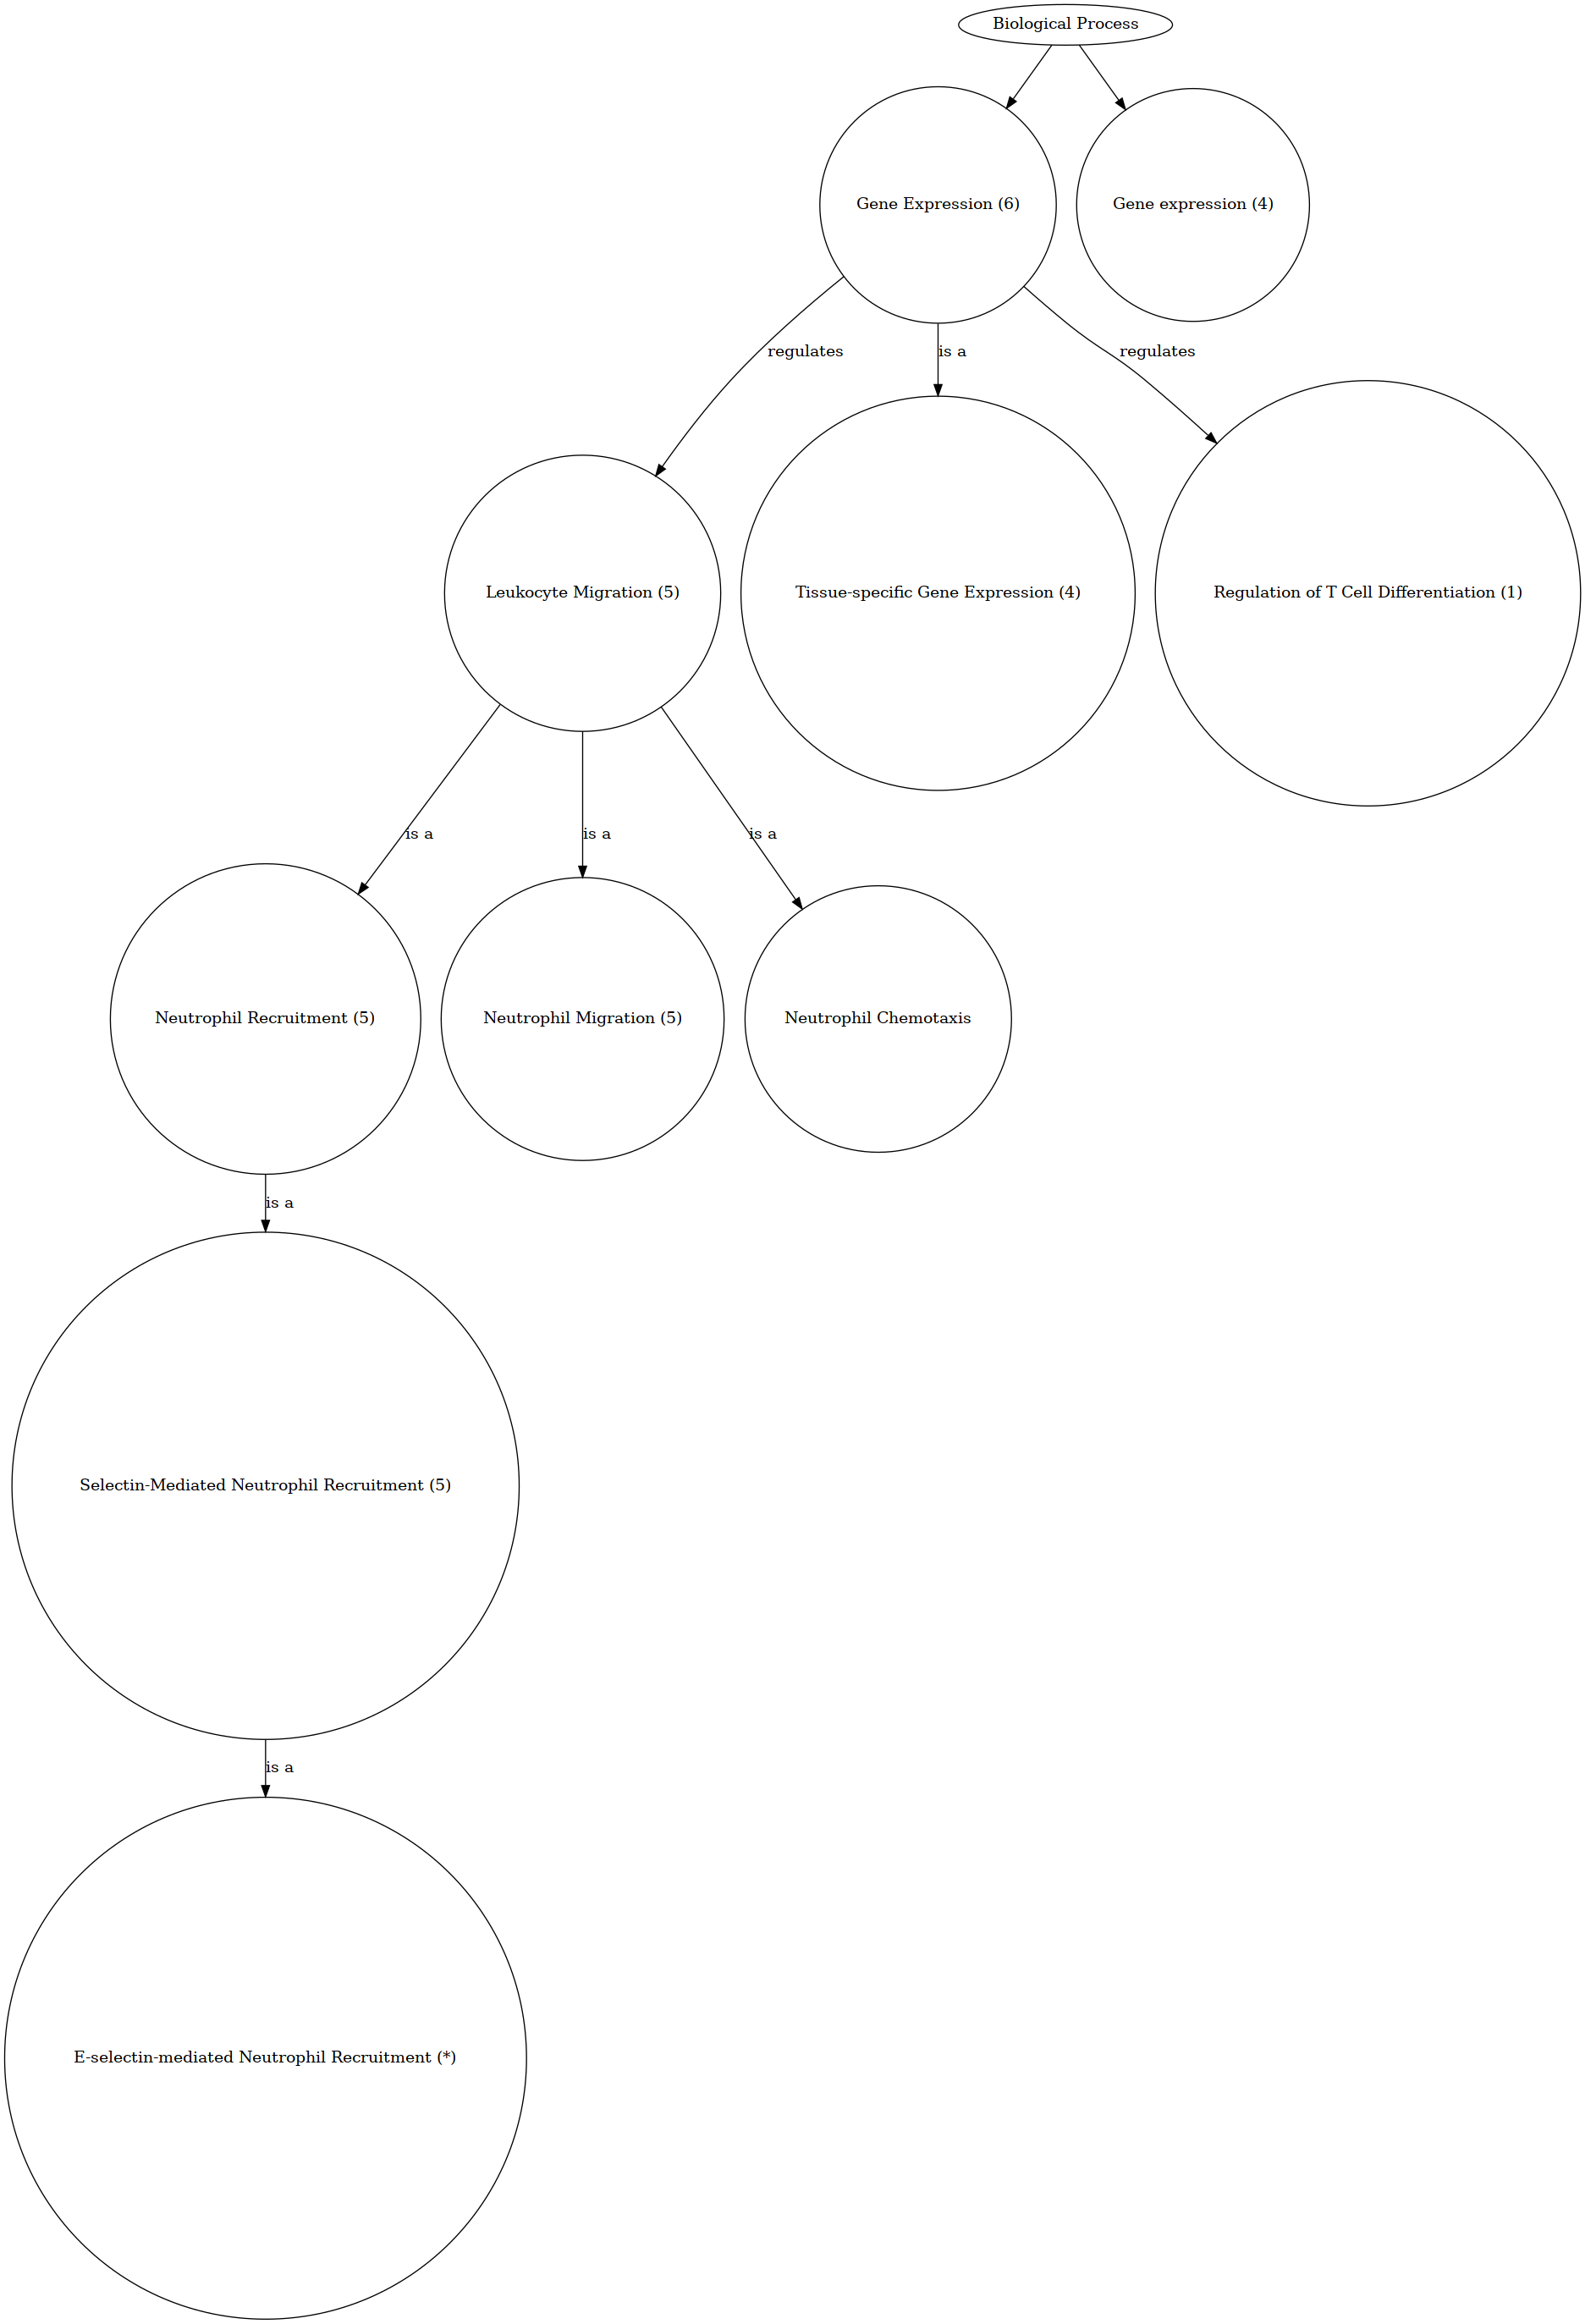 Biological Process
Gene Expression (6)
Gene expression (4)
regulates
is a
regulates
Leukocyte Migration (5)
Tissue-specific Gene Expression (4)
Regulation of T Cell Differentiation (1)
is a
is a
is a
Neutrophil Recruitment (5)
Neutrophil Migration (5)
Neutrophil Chemotaxis
is a
Selectin-Mediated Neutrophil Recruitment (5)
is a
E-selectin-mediated Neutrophil Recruitment (*)